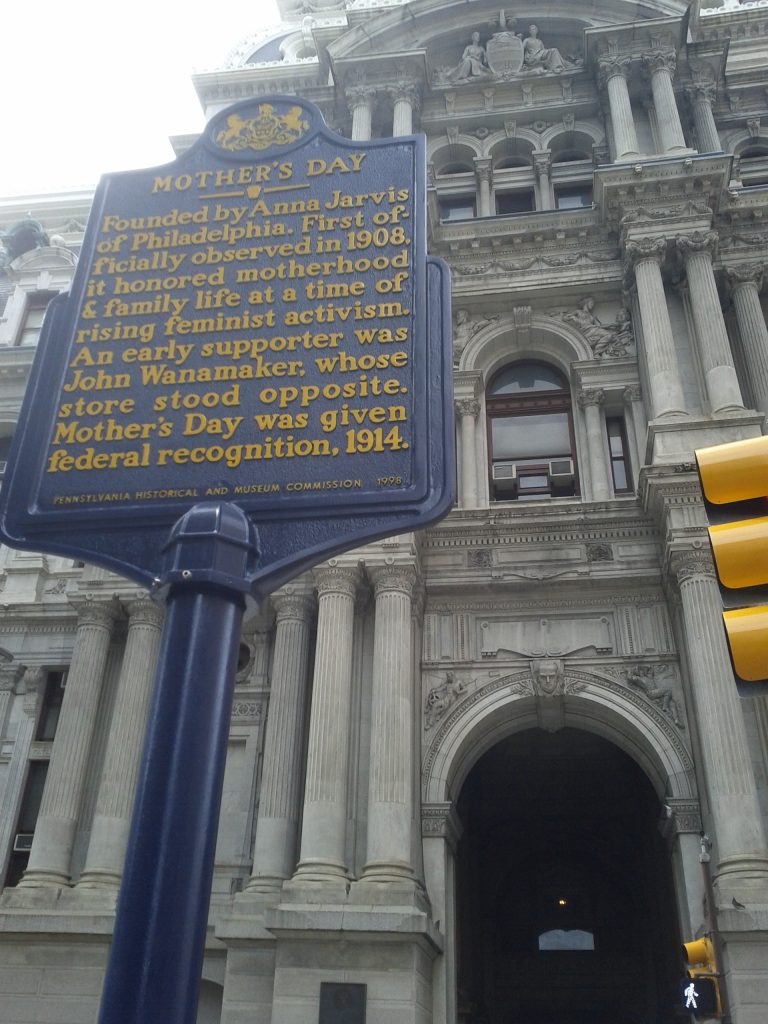 MOTHER'S DAY
Founded by Anna Jarvis
of Philadelphia. First of-
ficially observed in 1908,
it honored motherhood
& family life at a time of
rising feminist activism.
An early supporter was
John Wanamaker, whose
store stood opposite.
Mother's Day was given
federal recognition, 1914.
PENNSYLVANIA HISTORICAL AND MUSEUM COMMISSION 1998